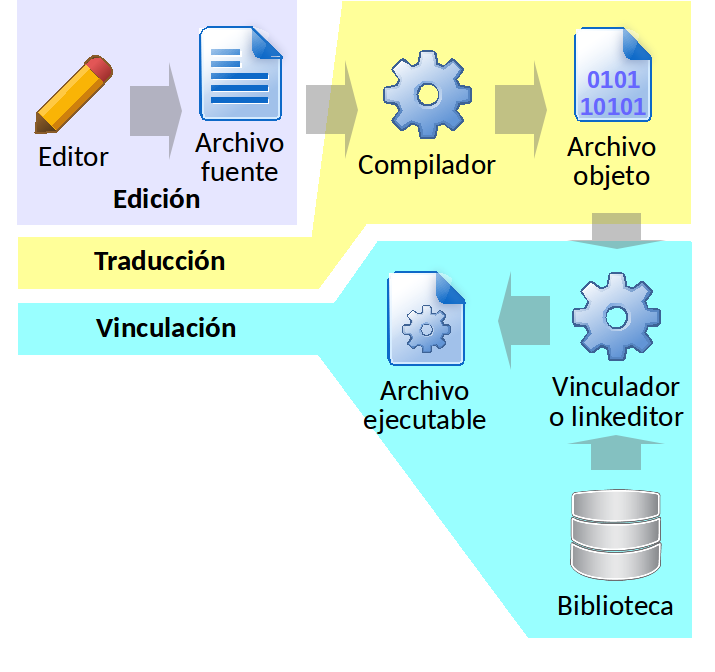 Editor
Archivo
fuente
Edición
Compilador
0101
10101
Archivo
objeto
Traducción
Vinculación
Archivo
ejecutable
Vinculador
o linkeditor
Biblioteca